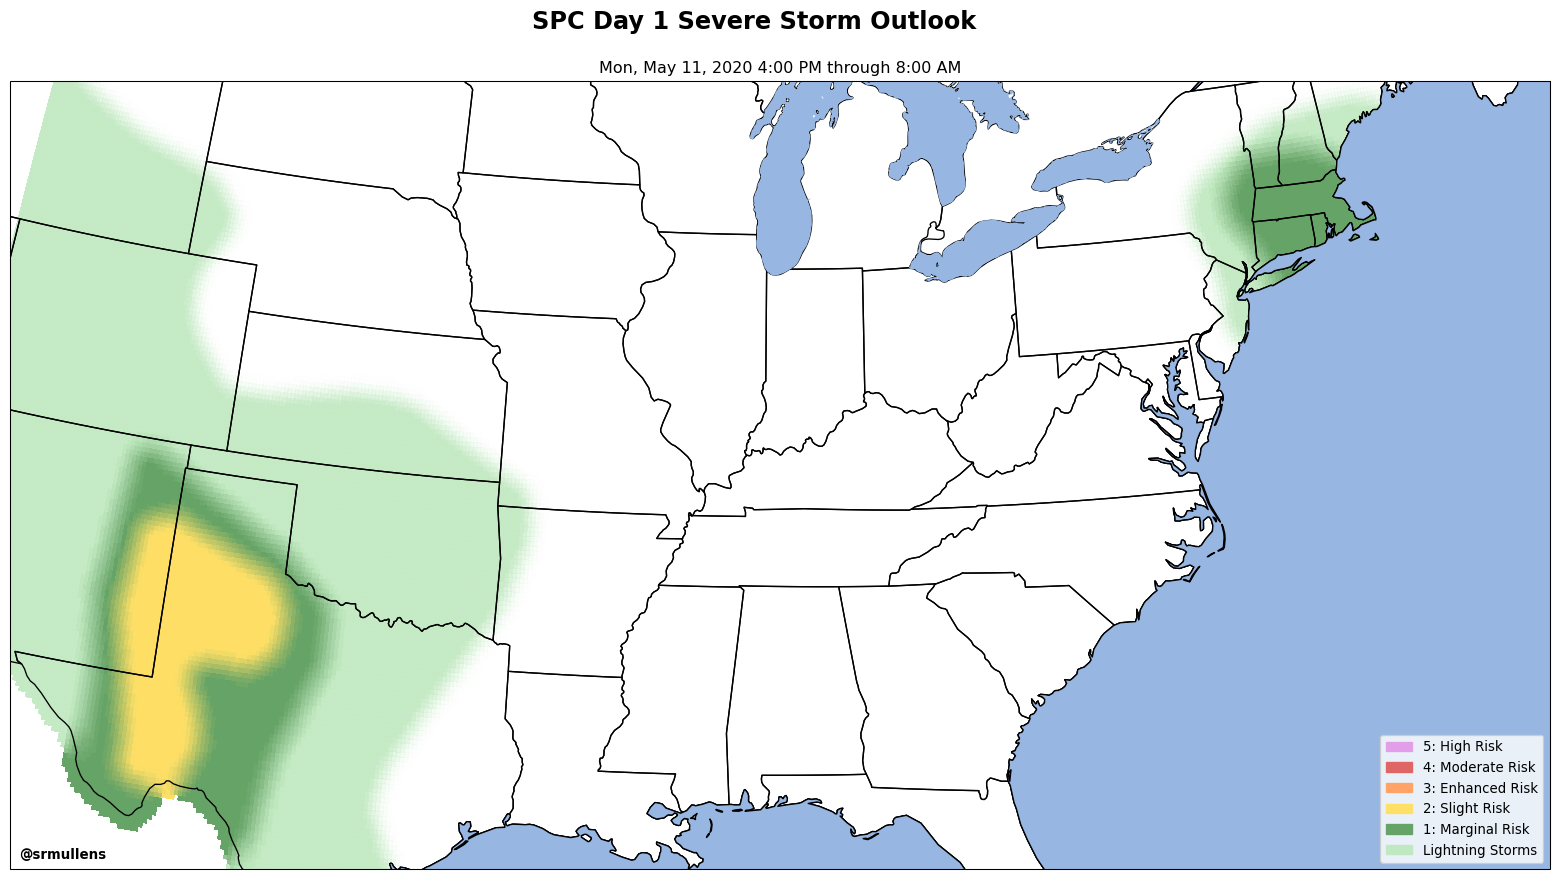 SPC Day 1 Severe Storm Outlook
Mon, May 11, 2020 4:00 PM through 8:00 AM
5: High Risk
4: Moderate Risk
3: Enhanced Risk
2: Slight Risk
1: Marginal Risk
Lightning Storms
@srmullens